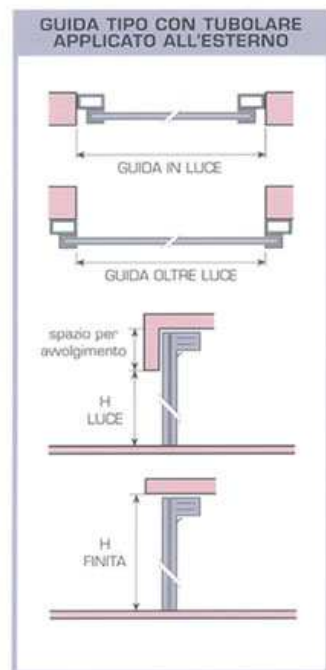 GUIDA TIPO CON TUBOLARE
APPLICATO ALL'ESTERNO
GUIDA IN LUCE
GUIDA OLTRE LUCE
spazio per
avvolgimento
H
LUCE
H
FINITA